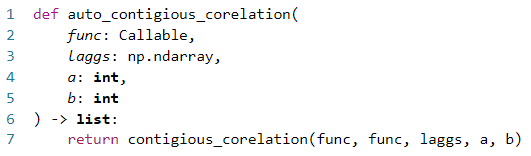 1 def auto_contigious_corelation(
2     func: Callable,
3     laggs: np.ndarray,
4     a: int,
5     b: int
6 ) -> list:
7     return contigious_corelation(func, func, laggs, a, b)